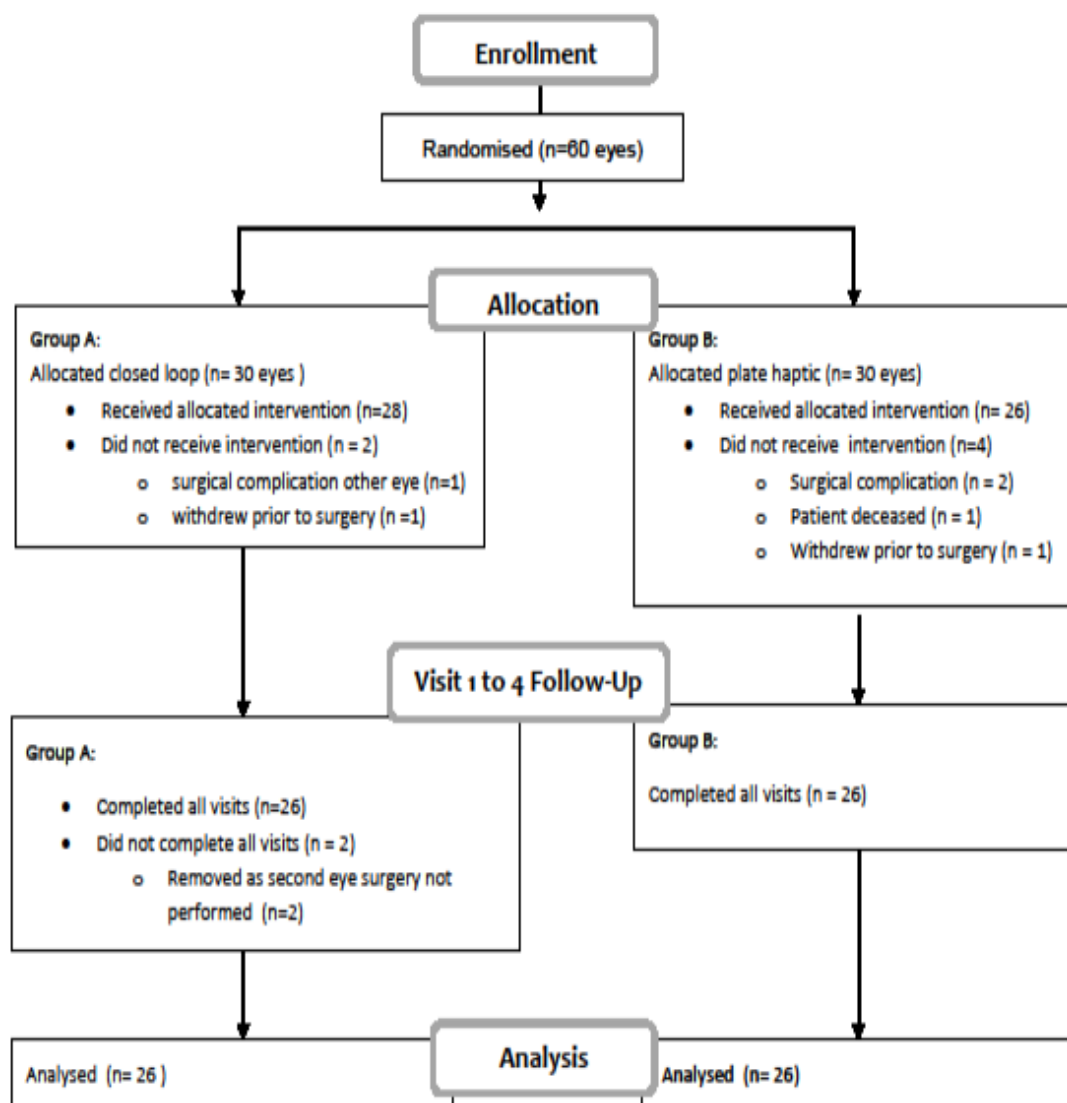 Enrollment
Randomised (n=60 eyes)
Allocation
Group A:
Allocated closed loop (n= 30 eyes )
• Received allocated intervention (n=28)
• Did not receive intervention (n = 2)
o surgical complication other eye (n=1)
o withdrew prior to surgery (n =1)
Group B:
Allocated plate haptic (n= 30 eyes)
• Received allocated intervention (n= 26)
• Did not receive intervention (n=4)
o Surgical complication (n = 2)
o Patient deceased (n = 1)
o Withdrew prior to surgery (n = 1)
Visit 1 to 4 Follow-Up
Group A:
• Completed all visits (n=26)
• Did not complete all visits (n = 2)
o Removed as second eye surgery not
performed (n=2)
Group B:
Completed all visits (n = 26)
Analysis
Analysed (n= 26 )
Analysed (n= 26)